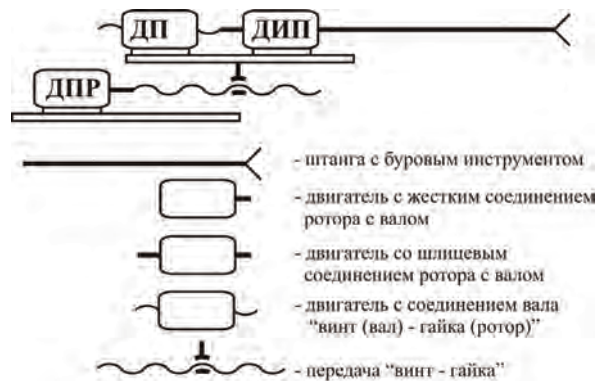 ДП ДИП
ДПР
- штанга с буровым инструментом
- двигатель с жестким соединением
ротора с валом
- двигатель со шлицевым
соединением ротора с валом
- двигатель с соединением вала
“винт (вал) - гайка (ротор)”
- передача “винт - гайка”